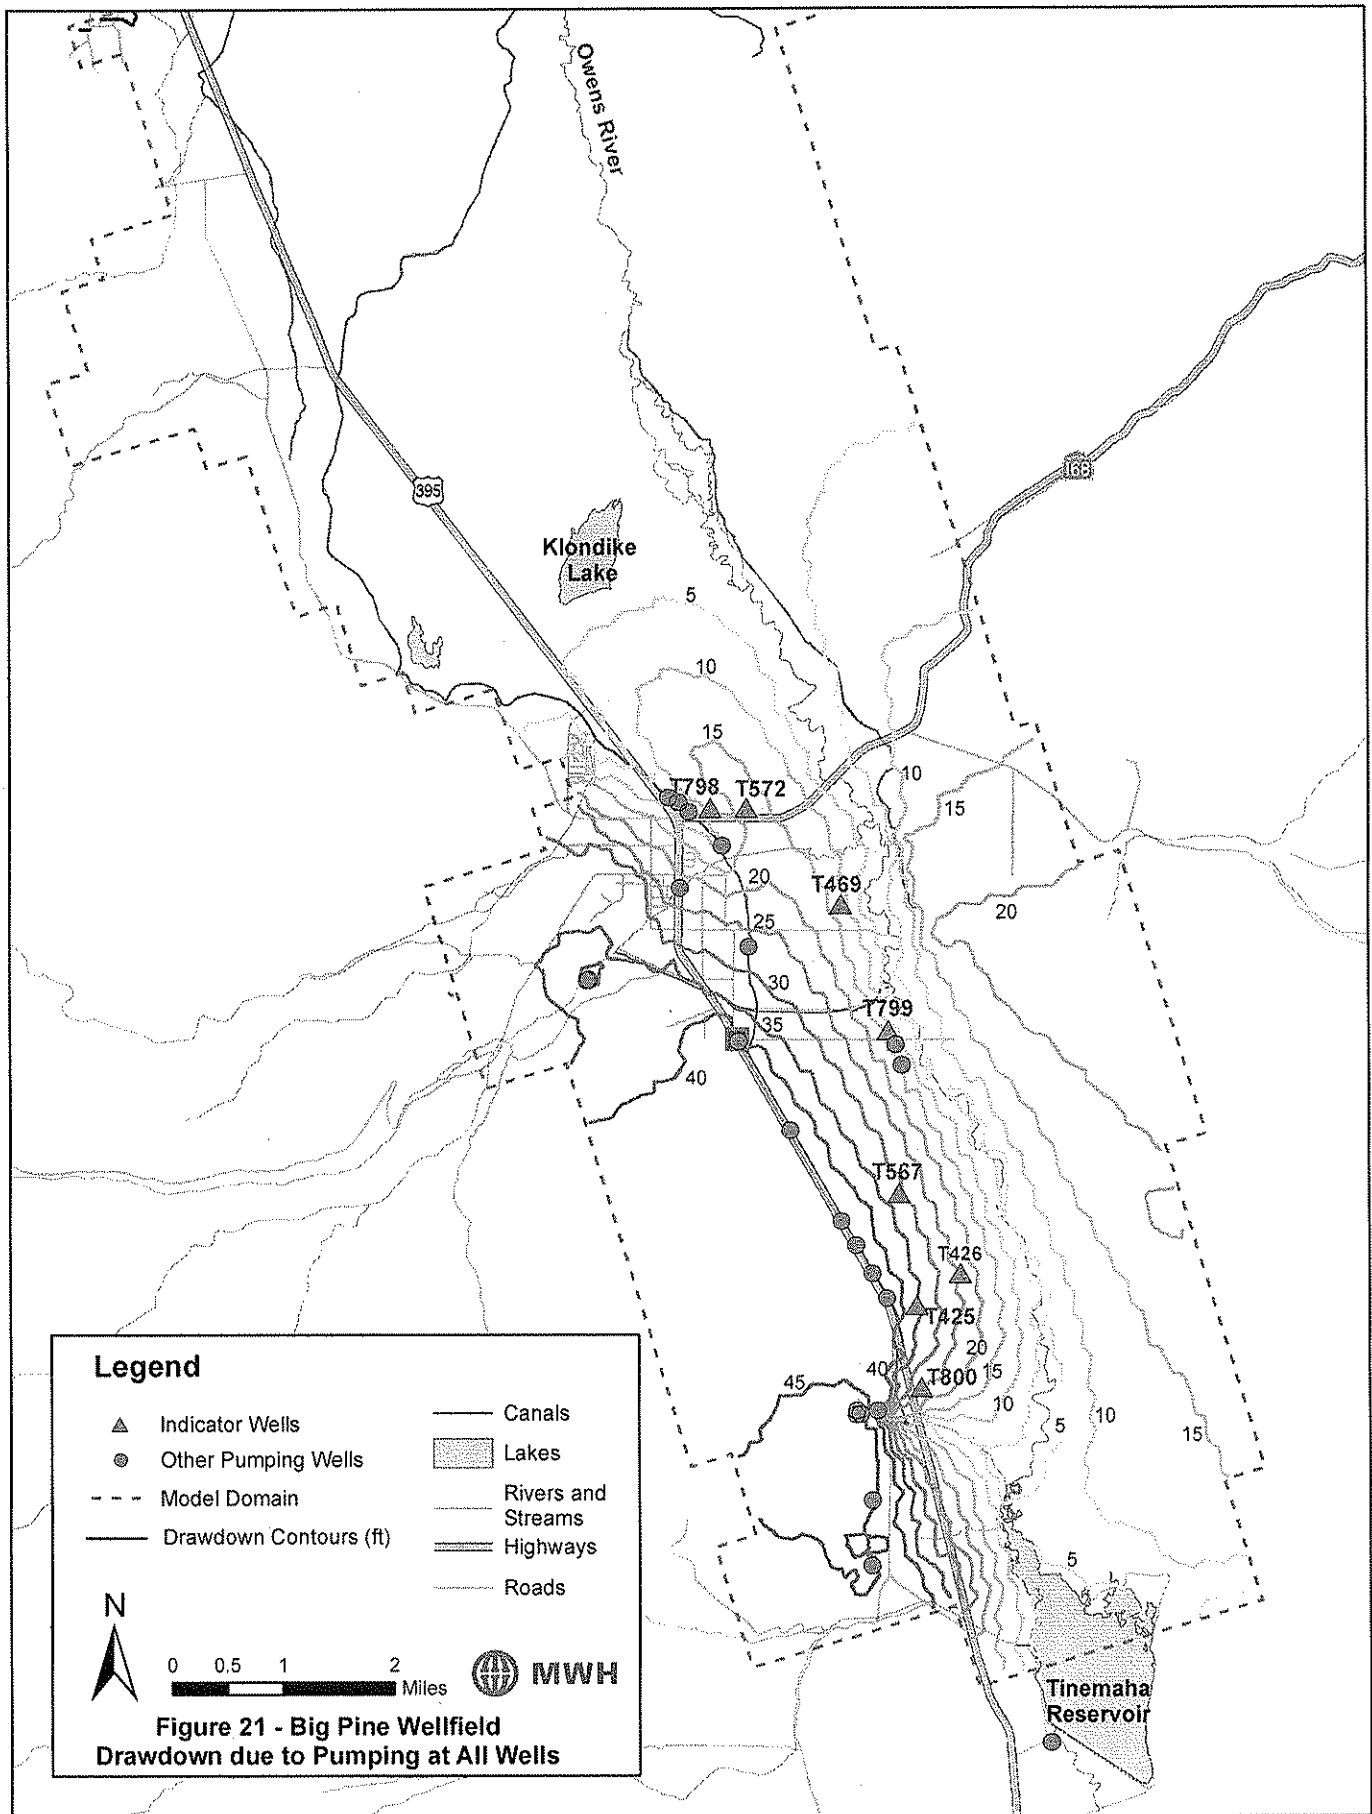 Owens River
395
168
Klondike
Lake
5
10
15
T798
T572
10
15
20
T469
20
25
30
T799
35
40
T567
T426
T425
20
40
T800
15
45
10
5
10
15
5
Tinemaha
Reservoir
Legend
Indicator Wells
Other Pumping Wells
Model Domain
Drawdown Contours (ft)
Canals
Lakes
Rivers and
Streams
Highways
Roads
N
0 0.5 1 2
Miles
MWH
Figure 21 - Big Pine Wellfield
Drawdown due to Pumping at All Wells